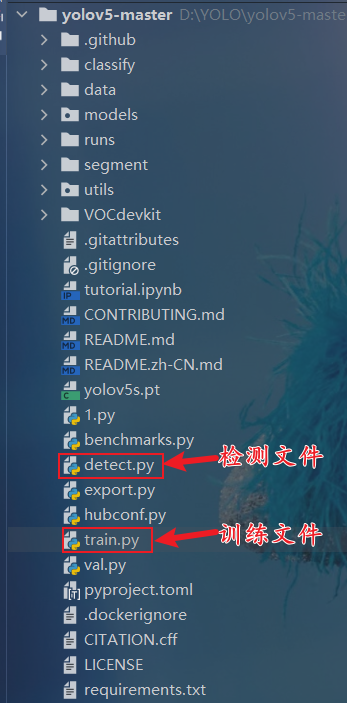 yolov5-master D:\YOLO\yolov5-maste
.github
classify
data
models
runs
segment
utils
VOCdevkit
.gitattributes
.gitignore
tutorial.ipynb
CONTRIBUTING.md
README.md
README.zh-CN.md
yolov5s.pt
1.py
benchmarks.py
detect.py 检测文件
export.py
hubconf.py
train.py 训练文件
val.py
pyproject.toml
.dockerignore
CITATION.cff
LICENSE
requirements.txt